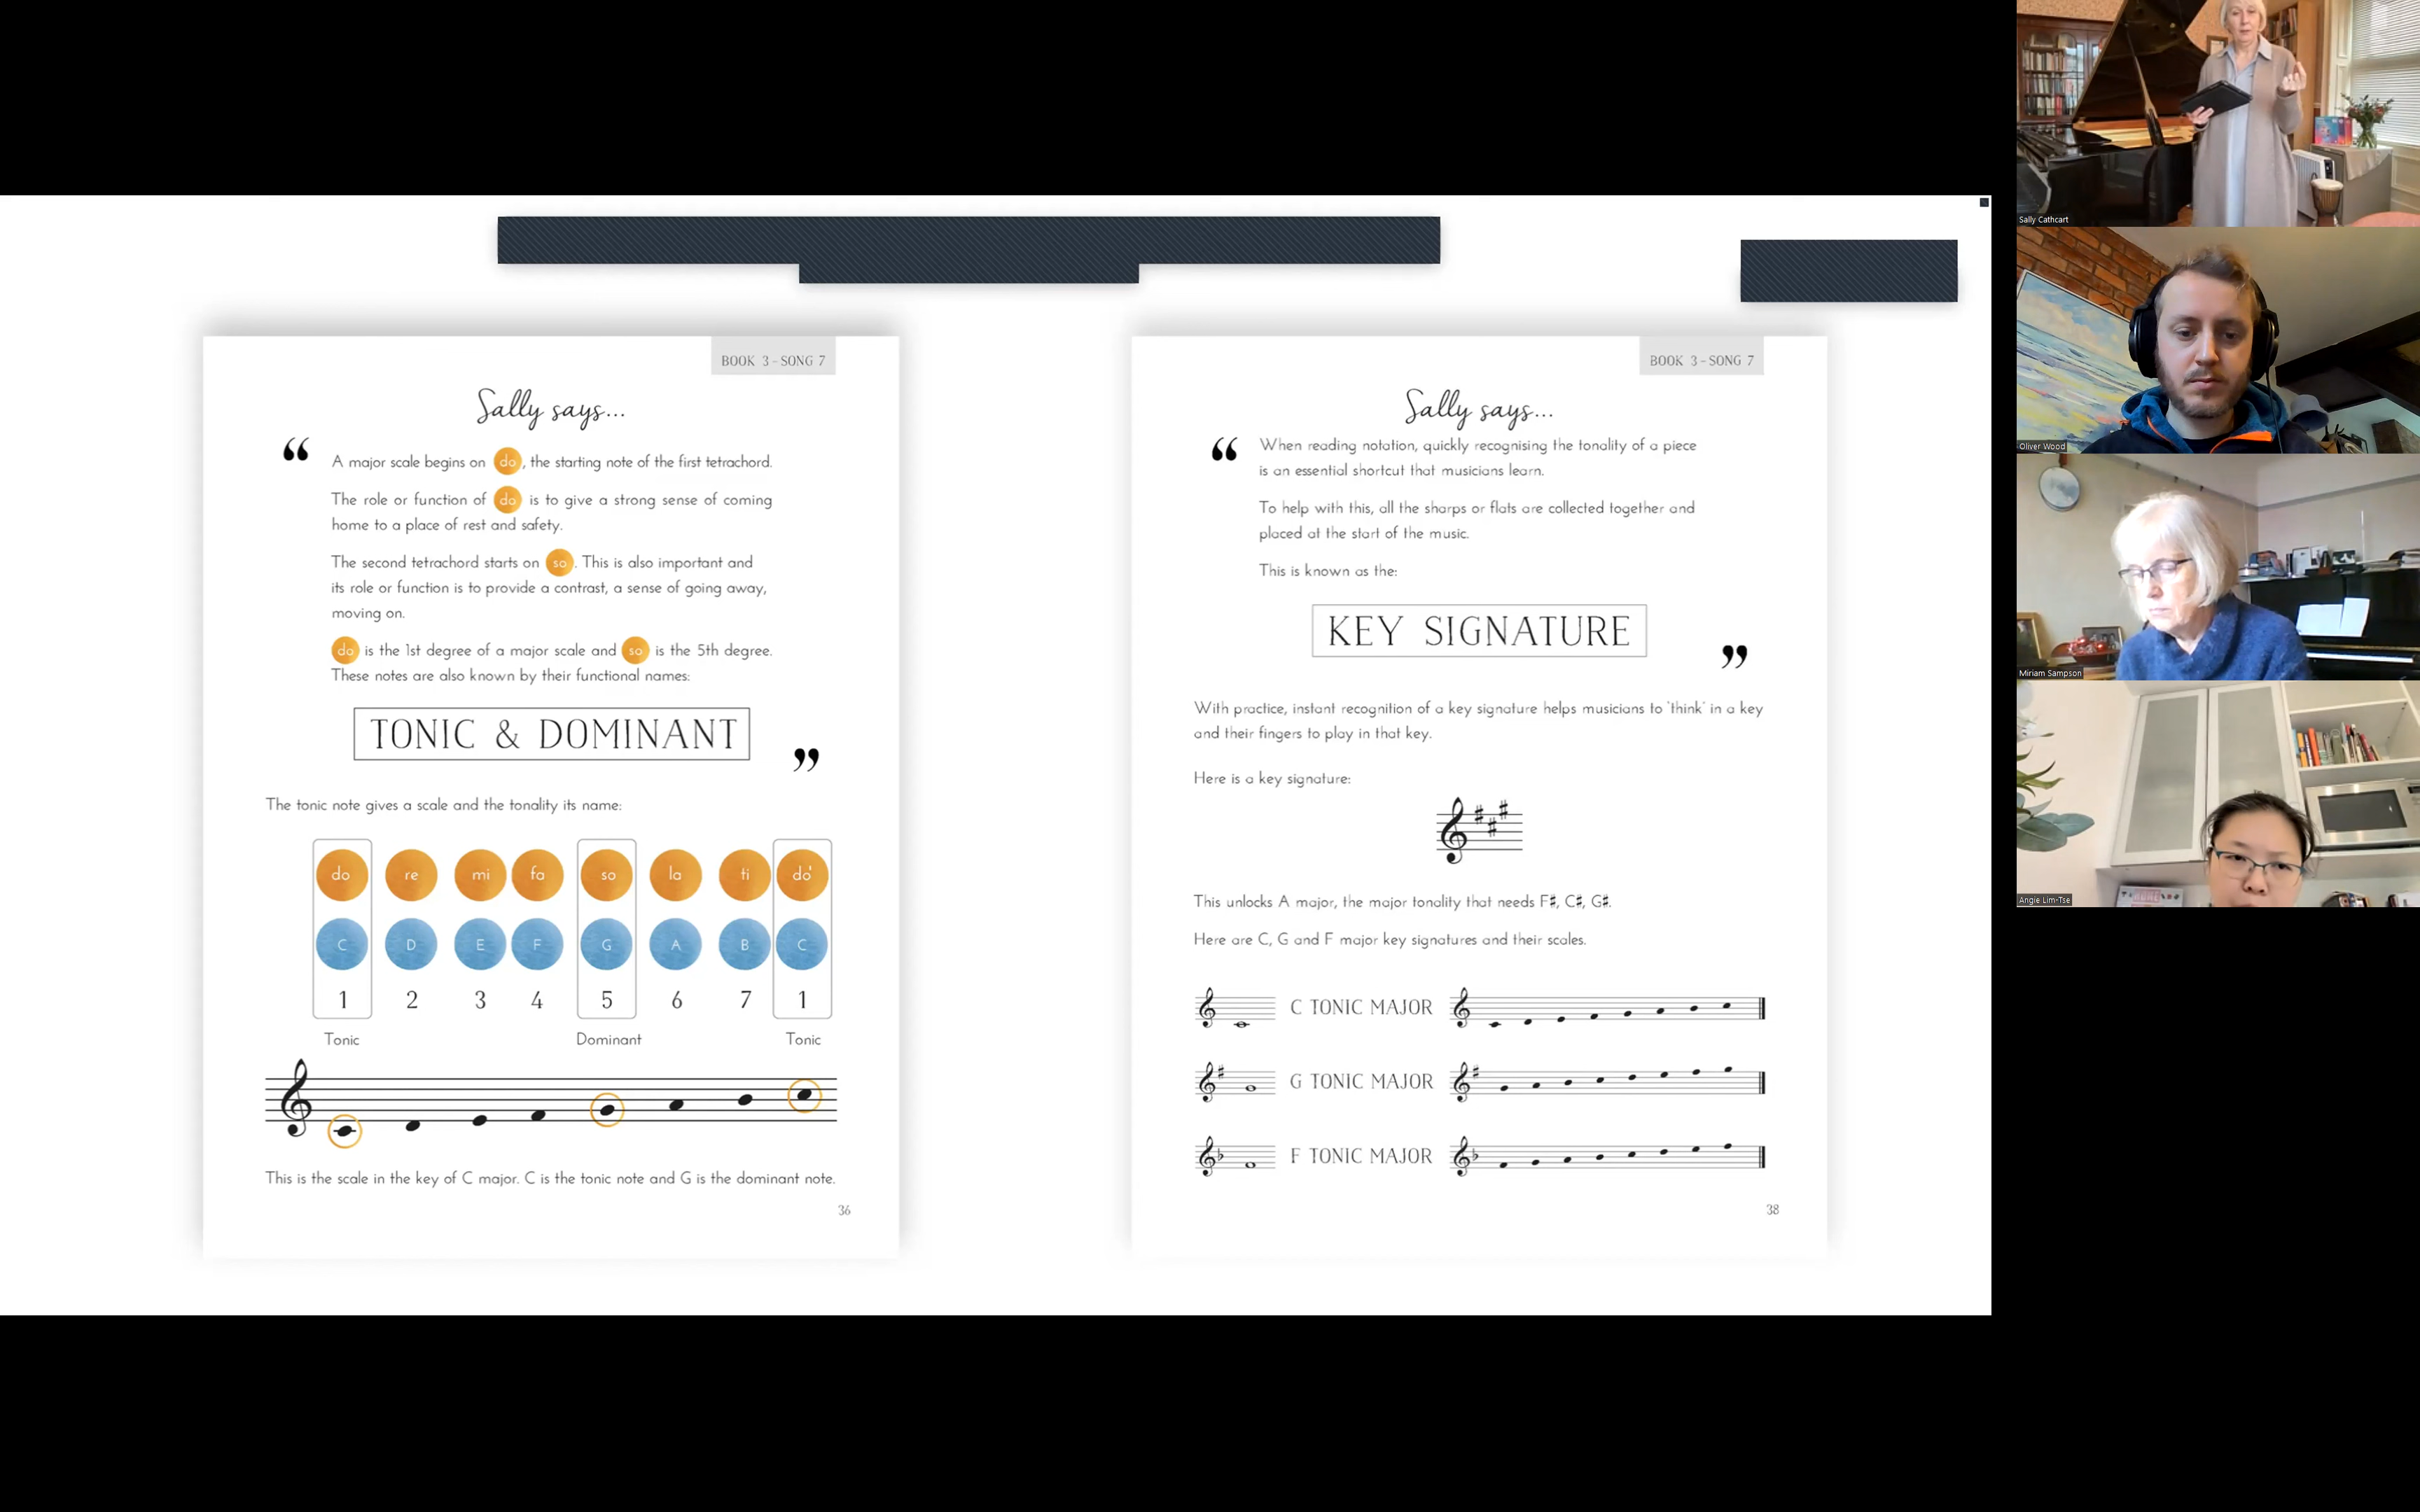 BOOK 3 - SONG 7
Sally says...
“
A major scale begins on do, the starting note of the first tetrachord.
The role or function of do is to give a strong sense of coming
home to a place of rest and safety.
The second tetrachord starts on so. This is also important and
its role or function is to provide a contrast, a sense of going away,
moving on.
do is the 1st degree of a major scale and so is the 5th degree.
These notes are also known by their functional names:
TONIC & DOMINANT
”
The tonic note gives a scale and the tonality its name:
do re mi fa so la ti do'
C D E F G A B C
1 2 3 4 5 6 7 1
Tonic Dominant Tonic
This is the scale in the key of C major. C is the tonic note and G is the dominant note.
36
BOOK 3 - SONG 7
Sally says...
“
When reading notation, quickly recognising the tonality of a piece
is an essential shortcut that musicians learn.
To help with this, all the sharps or flats are collected together and
placed at the start of the music.
This is known as the:
KEY SIGNATURE
”
With practice, instant recognition of a key signature helps musicians to 'think' in a key
and their fingers to play in that key.
Here is a key signature:
This unlocks A major, the major tonality that needs F♯, C♯, G♯.
Here are C, G and F major key signatures and their scales.
C TONIC MAJOR
G TONIC MAJOR
F TONIC MAJOR
38
Sally Cathcart
Oliver Wood
Miriam Sampson
Angie Lim-Tse